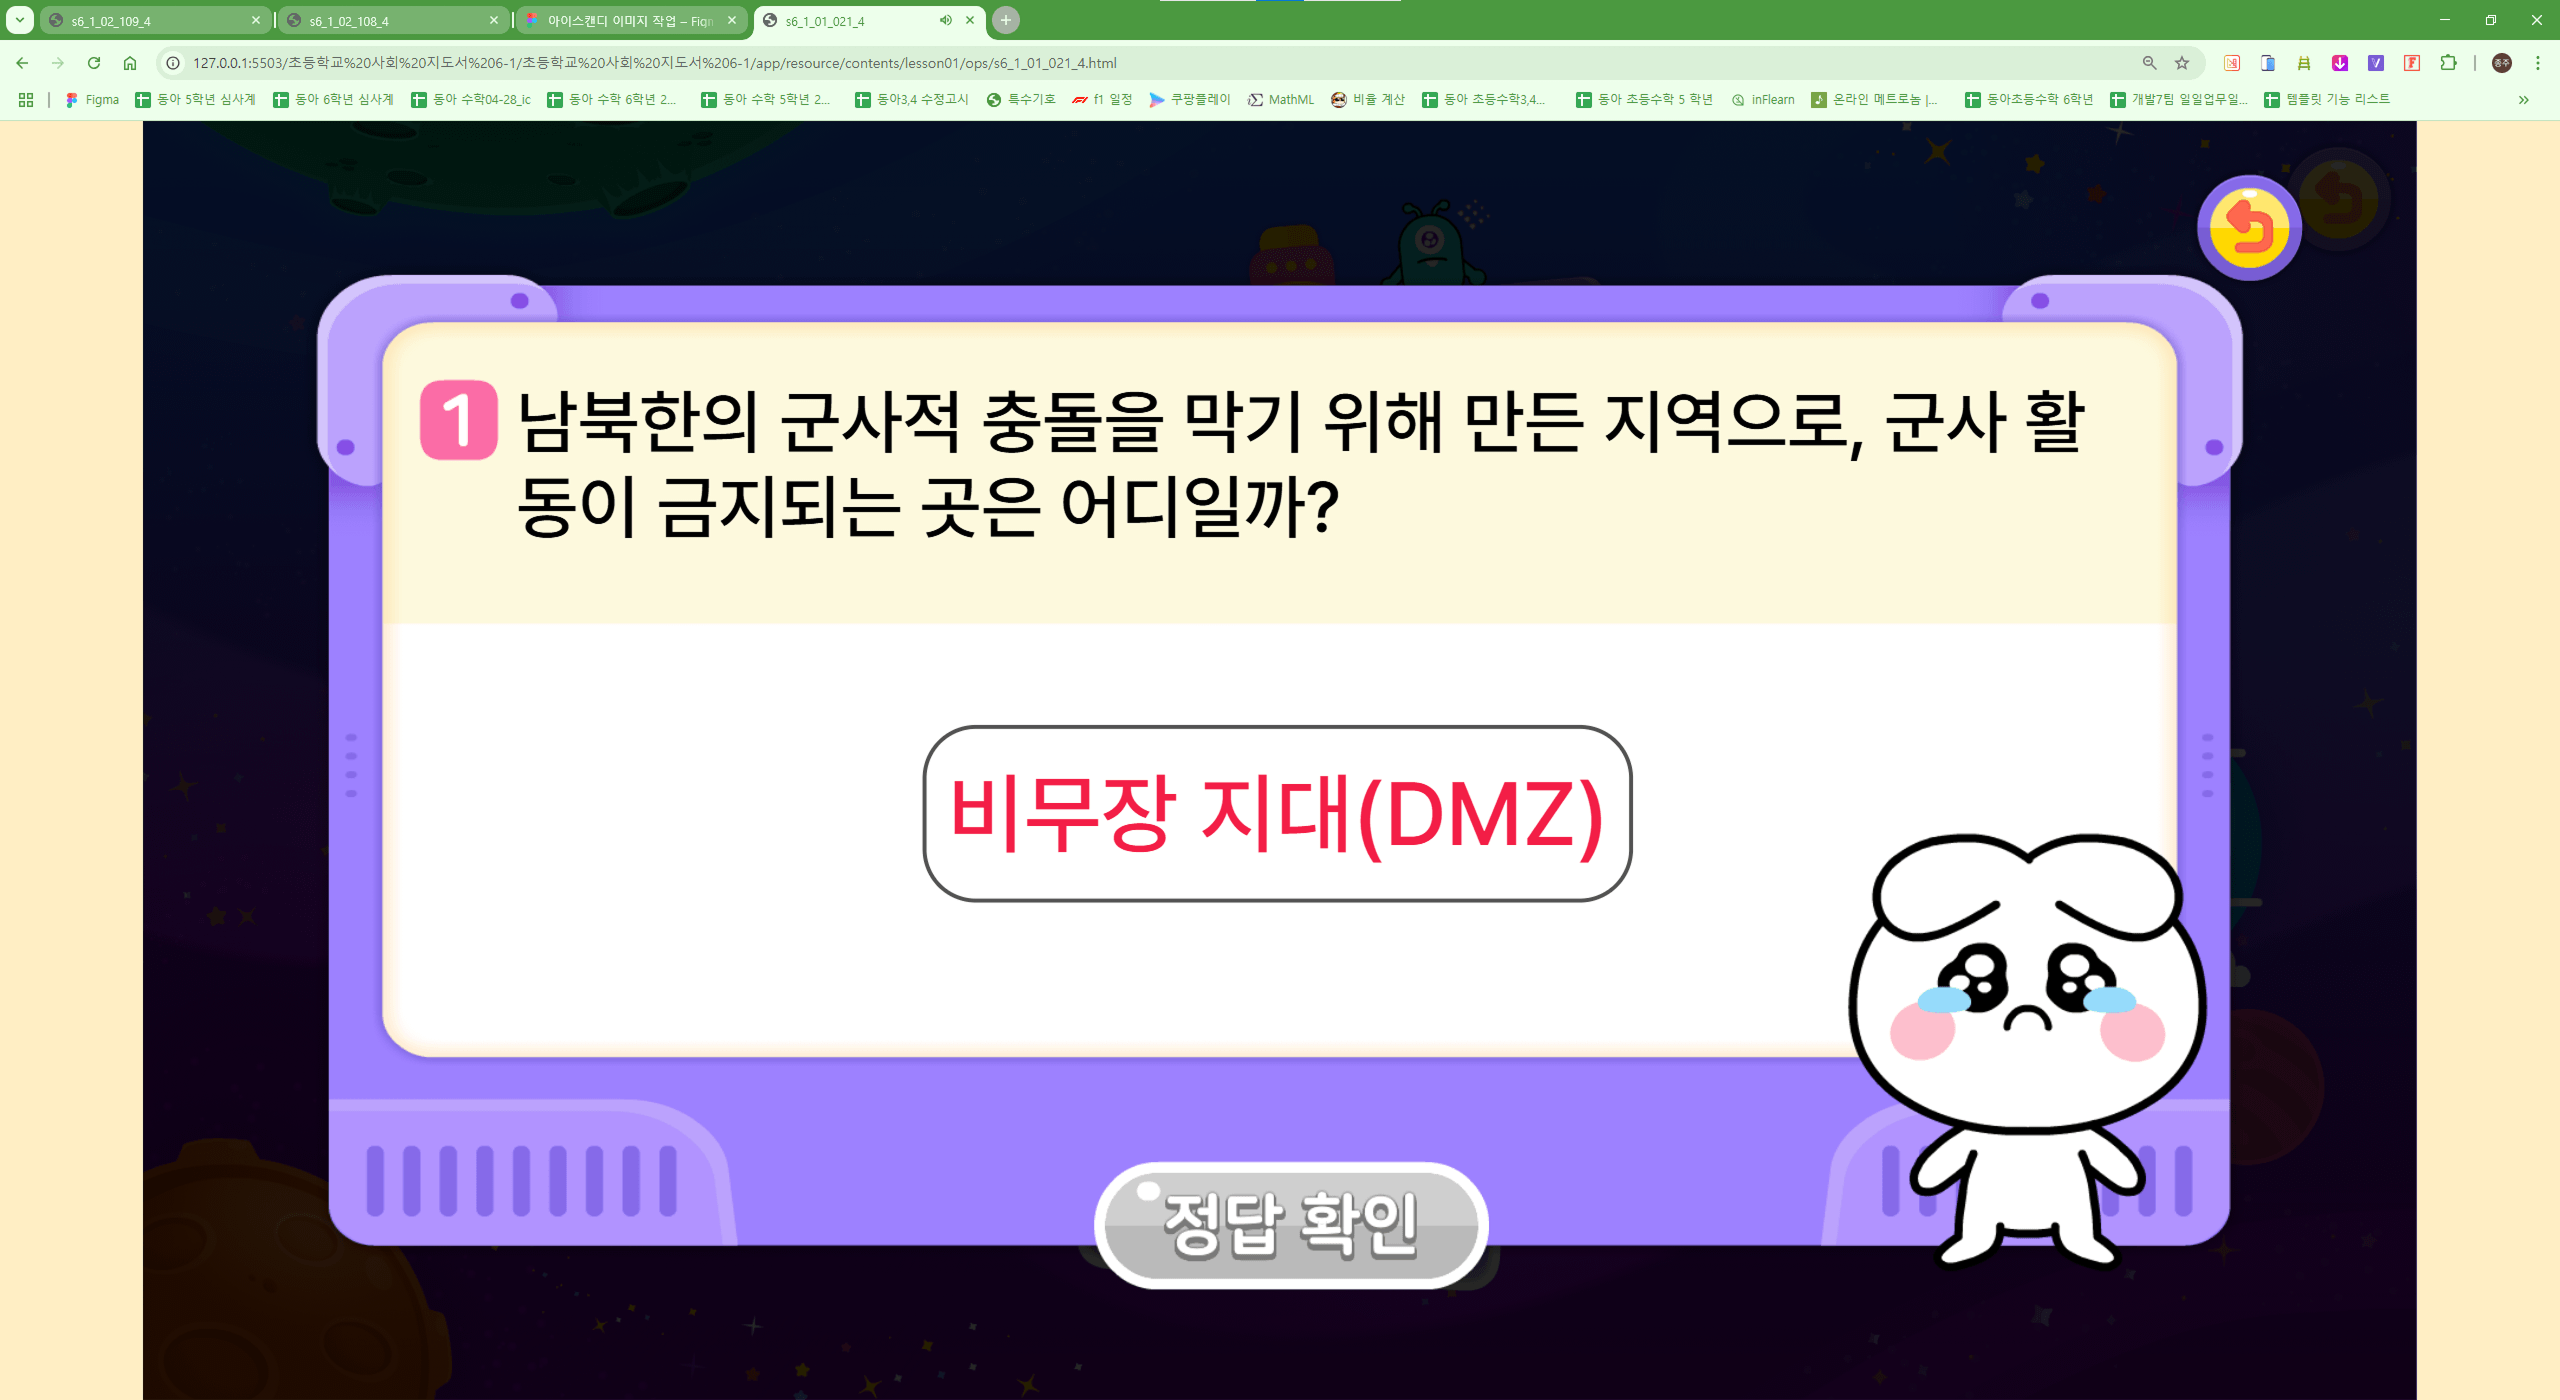 s6_1_02_109_4
s6_1_02_108_4
아이스캔디 이미지 작업 – Fig
s6_1_01_021_4
127.0.0.1:5503/초등학교%20사회%20지도서%206-1/초등학교%20사회%20지도서%206-1/app/resource/contents/lesson01/ops/s6_1_01_021_4.html
Figma
동아 5학년 심사계
동아 6학년 심사계
동아 수학04-28_ic
동아 수학 6학년 2...
동아 수학 5학년 2...
동아3,4 수정고시
특수기호
f1 일정
쿠팡플레이
MathML
비율 계산
동아 초등수학3,4...
동아 초등수학 5 학년
inFlearn
온라인 메트로놈 |...
동아초등수학 6학년
개발7팀 일일업무일...
템플릿 기능 리스트
종주
1 남북한의 군사적 충돌을 막기 위해 만든 지역으로, 군사 활
동이 금지되는 곳은 어디일까?
비무장 지대(DMZ)
정답 확인